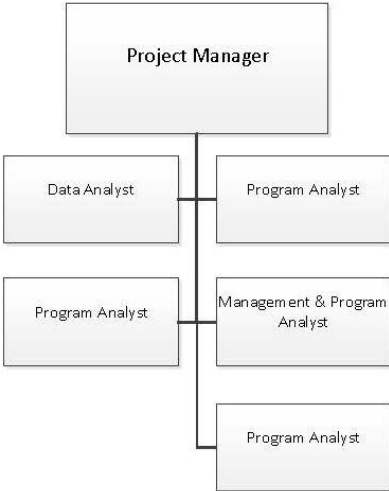 Project Manager
Data Analyst
Program Analyst
Program Analyst
Management & Program
Analyst
Program Analyst